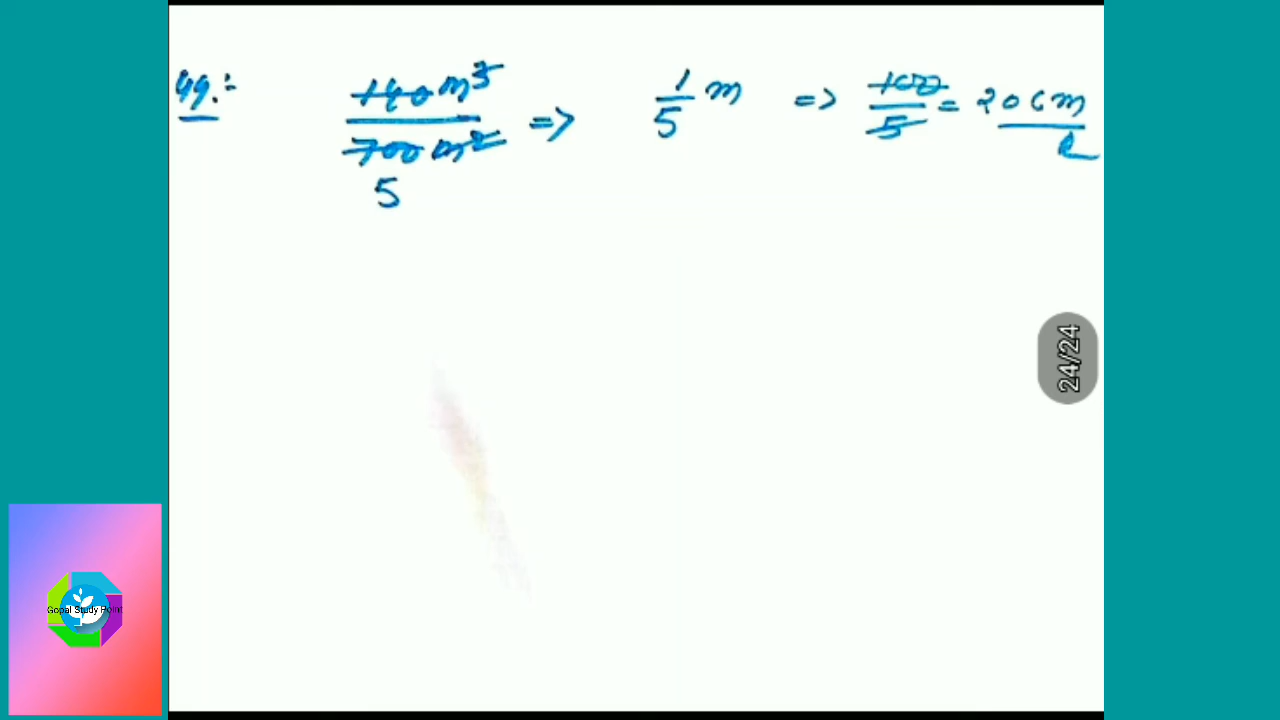 49.:-
140 m³ / 700 m² => 1/5 m => 100/5 = 20 cm
5
24/24
Gopal Study Point